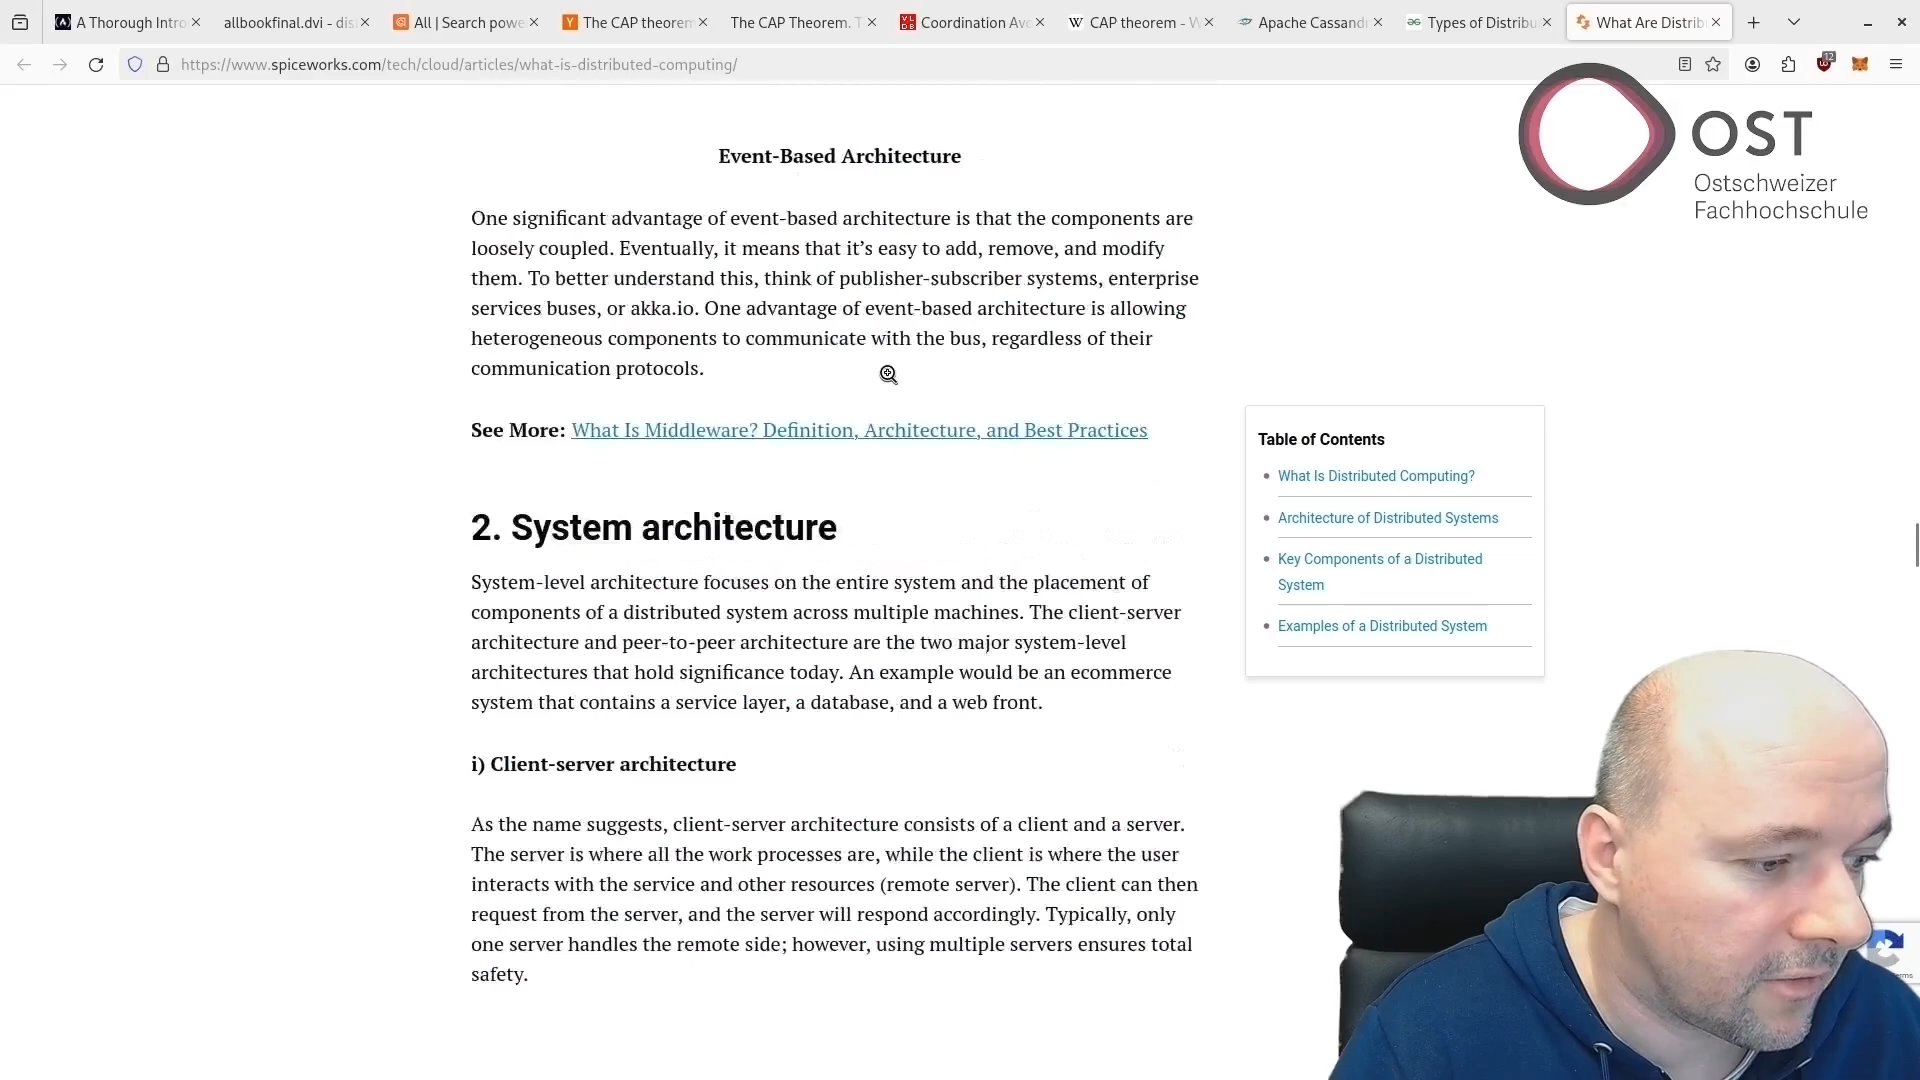 A Thorough Intro
allbookfinal.dvi - dis
All | Search powe
The CAP theorem
The CAP Theorem. T
Coordination Avo
CAP theorem - W
Apache Cassand
Types of Distribu
What Are Distrib
https://www.spiceworks.com/tech/cloud/articles/what-is-distributed-computing/
12
OST
Ostschweizer
Fachhochschule
Event-Based Architecture
One significant advantage of event-based architecture is that the components are
loosely coupled. Eventually, it means that it’s easy to add, remove, and modify
them. To better understand this, think of publisher-subscriber systems, enterprise
services buses, or akka.io. One advantage of event-based architecture is allowing
heterogeneous components to communicate with the bus, regardless of their
communication protocols.
See More: What Is Middleware? Definition, Architecture, and Best Practices
2. System architecture
System-level architecture focuses on the entire system and the placement of
components of a distributed system across multiple machines. The client-server
architecture and peer-to-peer architecture are the two major system-level
architectures that hold significance today. An example would be an ecommerce
system that contains a service layer, a database, and a web front.
i) Client-server architecture
As the name suggests, client-server architecture consists of a client and a server.
The server is where all the work processes are, while the client is where the user
interacts with the service and other resources (remote server). The client can then
request from the server, and the server will respond accordingly. Typically, only
one server handles the remote side; however, using multiple servers ensures total
safety.
Table of Contents
What Is Distributed Computing?
Architecture of Distributed Systems
Key Components of a Distributed
System
Examples of a Distributed System